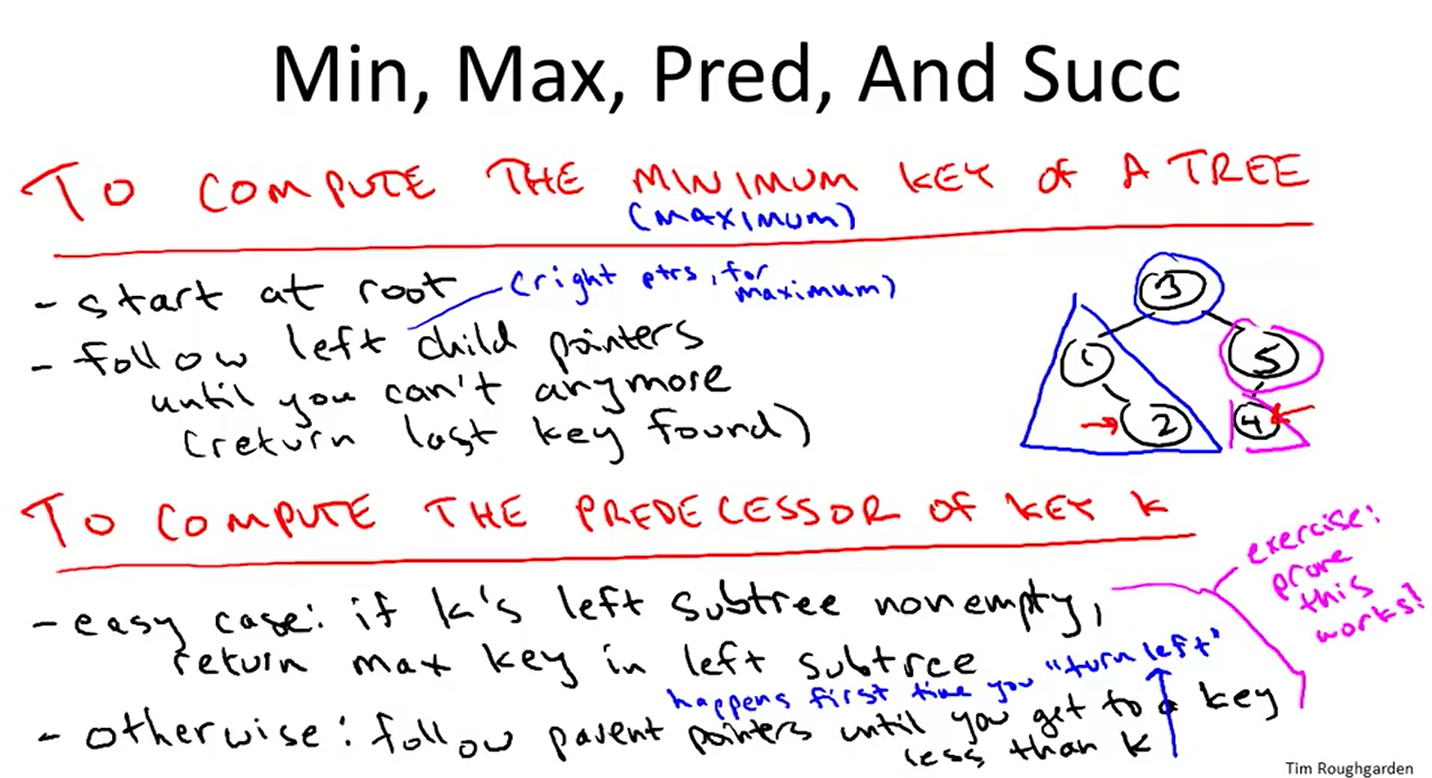 Min, Max, Pred, And Succ
TO COMPUTE THE MINIMUM KEY OF A TREE
(MAXIMUM)
- start at root
(right ptrs, for
maximum)
- follow left child pointers
until you can't anymore
(return last key found)
3
1
5
2
4
TO COMPUTE THE PREDECESSOR OF KEY K
exercise:
prove
this
works!
- easy case: if k's left subtree nonempty,
return max key in left subtree
happens first time you "turn left"
- otherwise: follow parent pointers until you get to a key
less than k
Tim Roughgarden